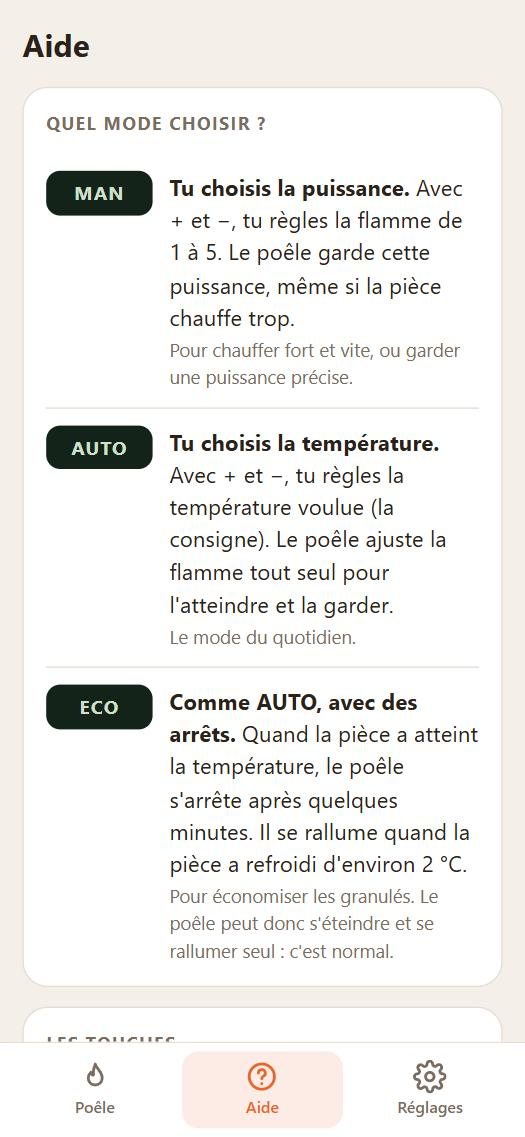 Aide
QUEL MODE CHOISIR ?
MAN
Tu choisis la puissance. Avec
+ et −, tu règles la flamme de
1 à 5. Le poêle garde cette
puissance, même si la pièce
chauffe trop.
Pour chauffer fort et vite, ou garder
une puissance précise.
AUTO
Tu choisis la température.
Avec + et −, tu règles la
température voulue (la
consigne). Le poêle ajuste la
flamme tout seul pour
l'atteindre et la garder.
Le mode du quotidien.
ECO
Comme AUTO, avec des
arrêts. Quand la pièce a atteint
la température, le poêle
s'arrête après quelques
minutes. Il se rallume quand la
pièce a refroidi d'environ 2 °C.
Pour économiser les granulés. Le
poêle peut donc s'éteindre et se
rallumer seul : c'est normal.
LES TOUCHES
Poêle
Aide
Réglages